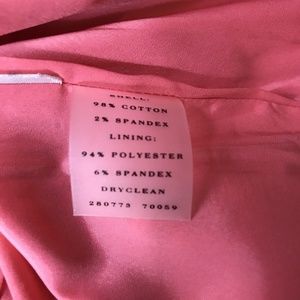 SHELL:
98% COTTON
2% SPANDEX
LINING:
94% POLYESTER
6% SPANDEX
DRYCLEAN
280773 70059